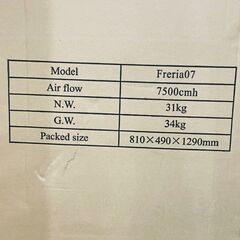 Model Freria07
Air flow 7500cmh
N.W. 31kg
G.W. 34kg
Packed size 810×490×1290mm